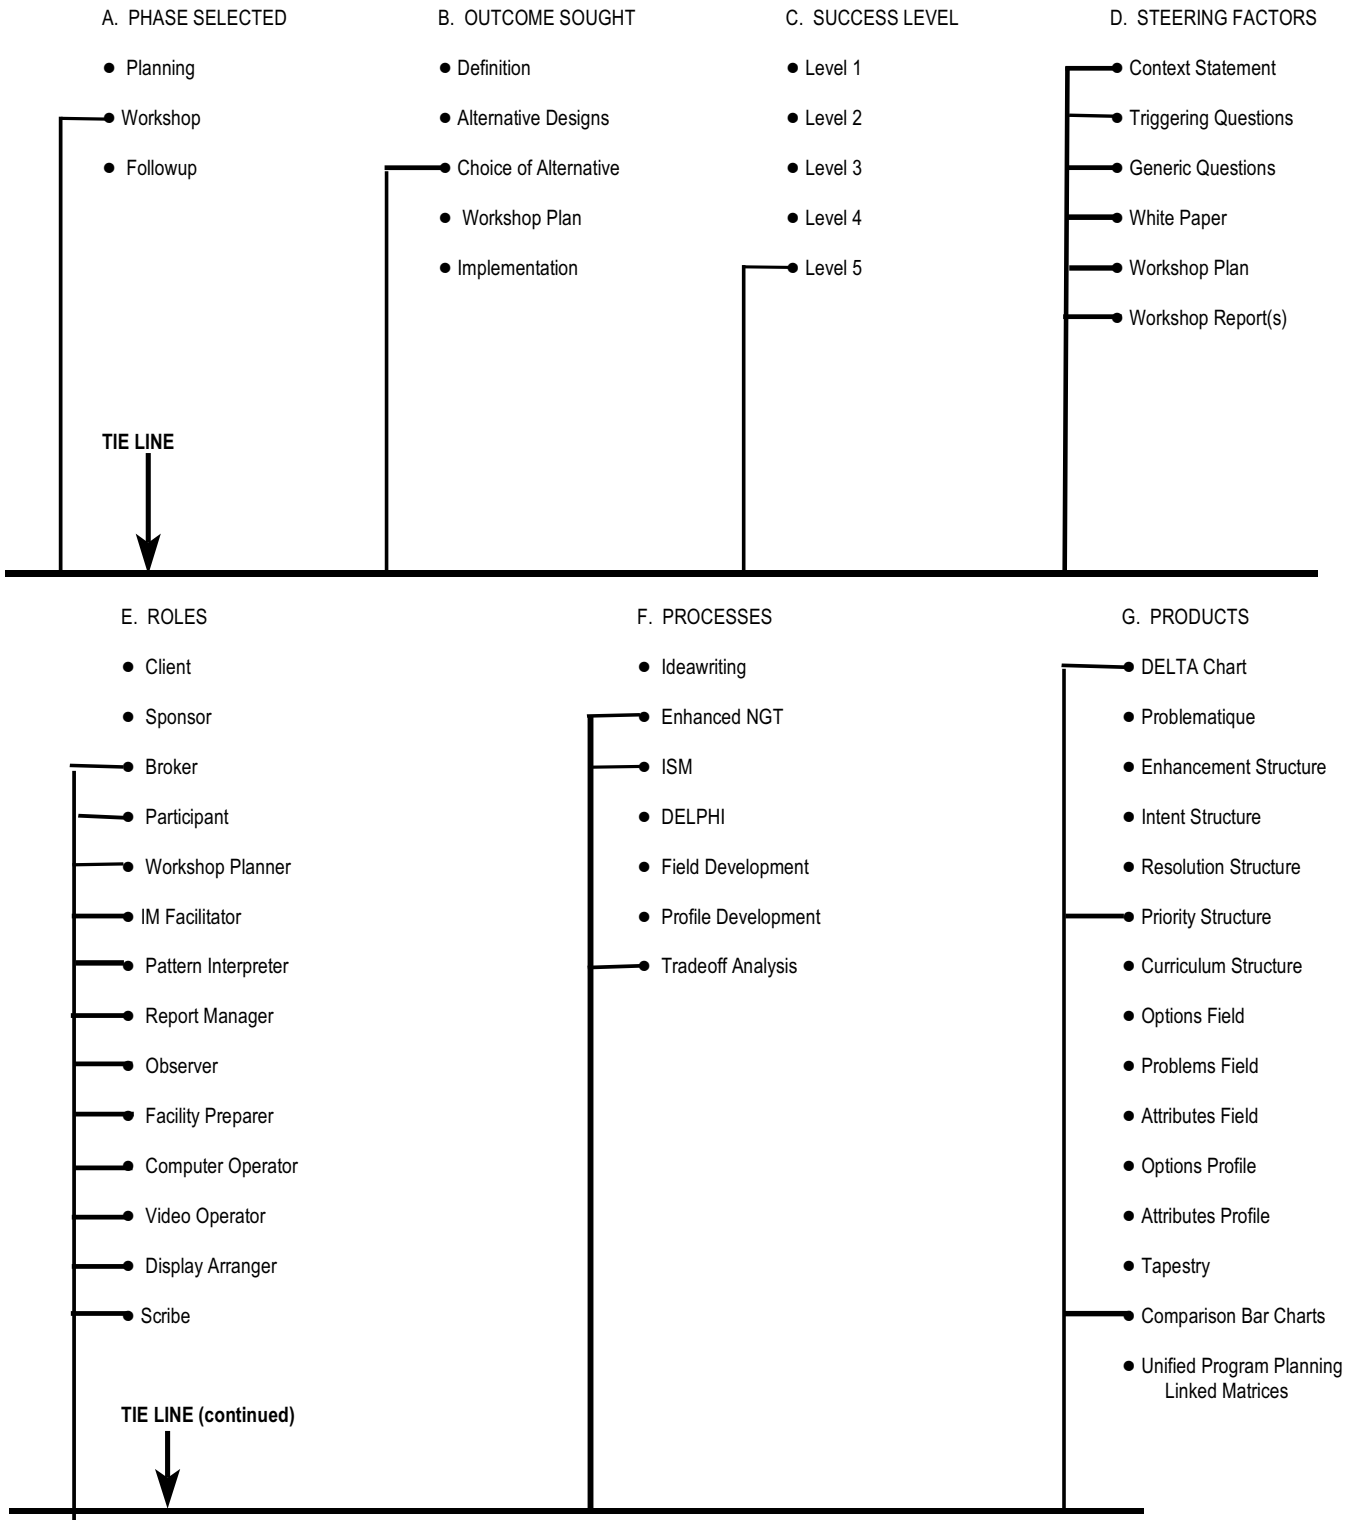 A. PHASE SELECTED
● Planning
● Workshop
● Followup
B. OUTCOME SOUGHT
● Definition
● Alternative Designs
● Choice of Alternative
● Workshop Plan
● Implementation
C. SUCCESS LEVEL
● Level 1
● Level 2
● Level 3
● Level 4
● Level 5
D. STEERING FACTORS
● Context Statement
● Triggering Questions
● Generic Questions
● White Paper
● Workshop Plan
● Workshop Report(s)
TIE LINE
E. ROLES
● Client
● Sponsor
● Broker
● Participant
● Workshop Planner
● IM Facilitator
● Pattern Interpreter
● Report Manager
● Observer
● Facility Preparer
● Computer Operator
● Video Operator
● Display Arranger
● Scribe
F. PROCESSES
● Ideawriting
● Enhanced NGT
● ISM
● DELPHI
● Field Development
● Profile Development
● Tradeoff Analysis
G. PRODUCTS
● DELTA Chart
● Problematique
● Enhancement Structure
● Intent Structure
● Resolution Structure
● Priority Structure
● Curriculum Structure
● Options Field
● Problems Field
● Attributes Field
● Options Profile
● Attributes Profile
● Tapestry
● Comparison Bar Charts
● Unified Program Planning
Linked Matrices
TIE LINE (continued)